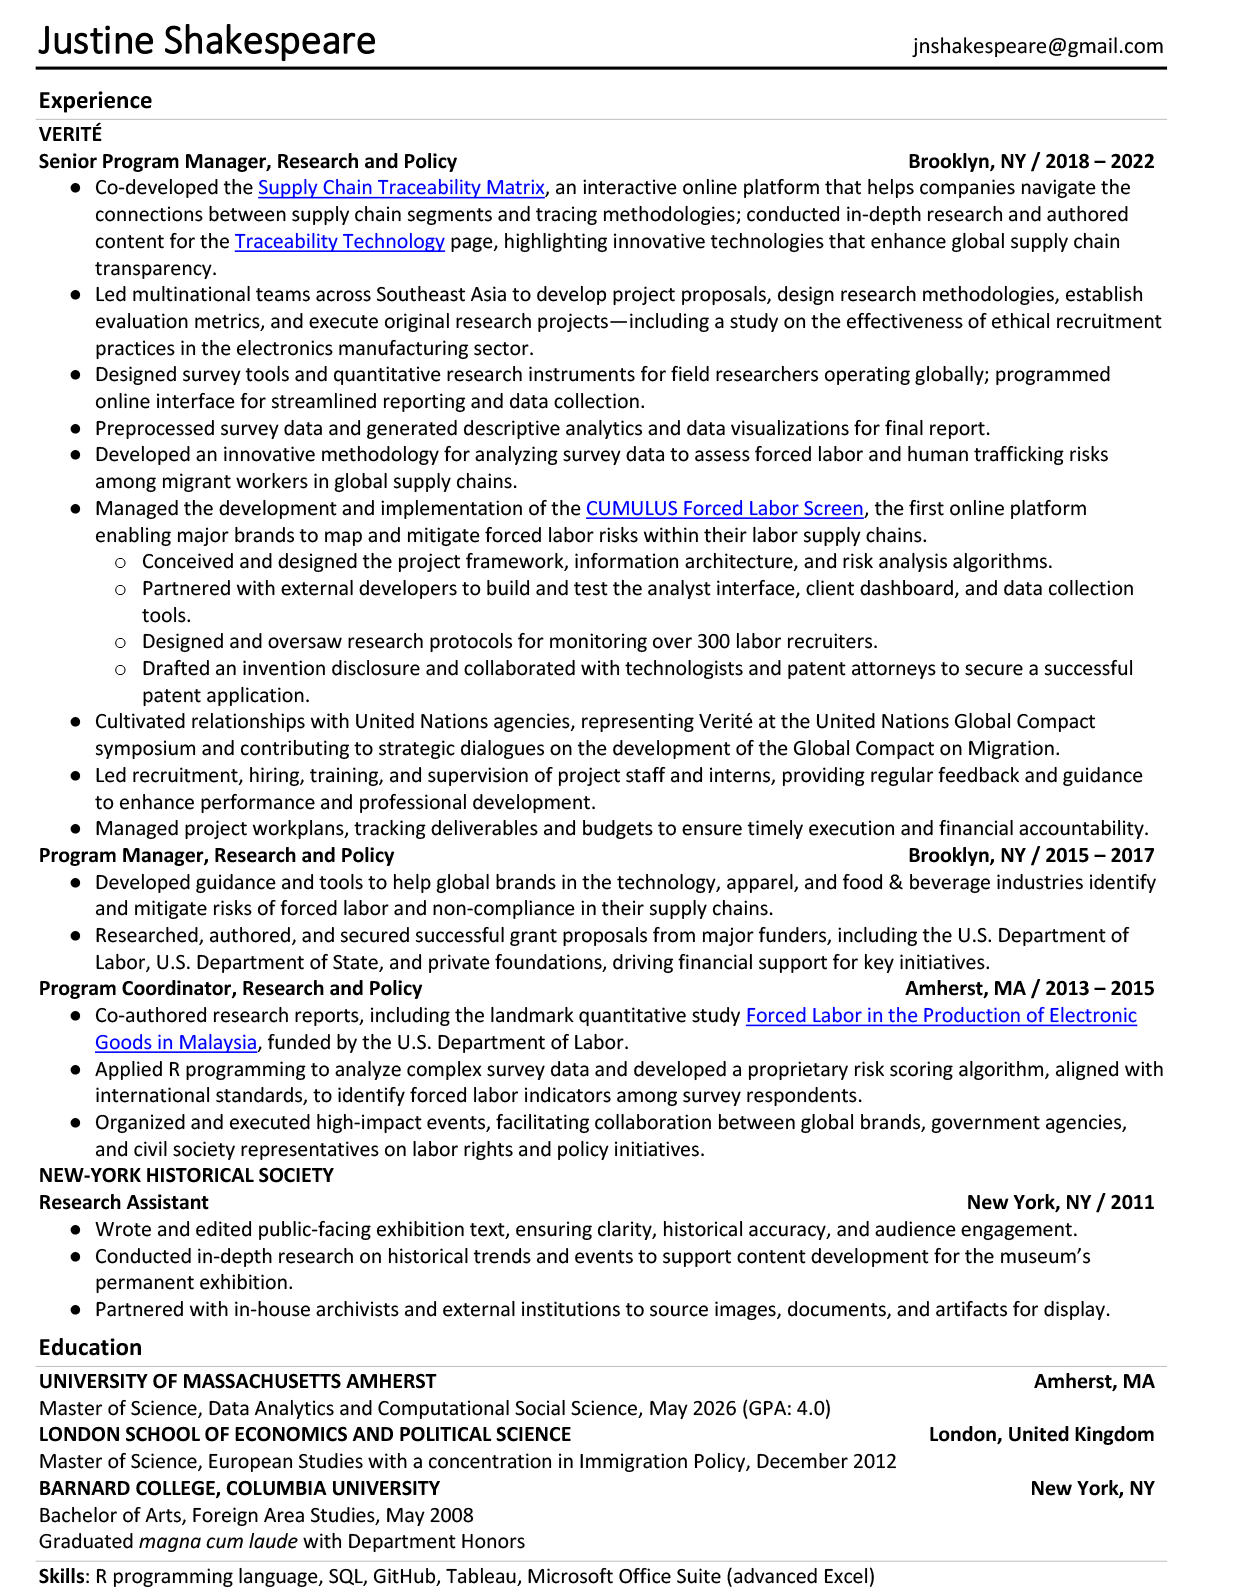 Justine Shakespeare jnshakespeare@gmail.com
Experience
VERITÉ
Senior Program Manager, Research and Policy Brooklyn, NY / 2018 – 2022
● Co-developed the Supply Chain Traceability Matrix, an interactive online platform that helps companies navigate the
connections between supply chain segments and tracing methodologies; conducted in-depth research and authored
content for the Traceability Technology page, highlighting innovative technologies that enhance global supply chain
transparency.
● Led multinational teams across Southeast Asia to develop project proposals, design research methodologies, establish
evaluation metrics, and execute original research projects—including a study on the effectiveness of ethical recruitment
practices in the electronics manufacturing sector.
● Designed survey tools and quantitative research instruments for field researchers operating globally; programmed
online interface for streamlined reporting and data collection.
● Preprocessed survey data and generated descriptive analytics and data visualizations for final report.
● Developed an innovative methodology for analyzing survey data to assess forced labor and human trafficking risks
among migrant workers in global supply chains.
● Managed the development and implementation of the CUMULUS Forced Labor Screen, the first online platform
enabling major brands to map and mitigate forced labor risks within their labor supply chains.
○ Conceived and designed the project framework, information architecture, and risk analysis algorithms.
○ Partnered with external developers to build and test the analyst interface, client dashboard, and data collection
tools.
○ Designed and oversaw research protocols for monitoring over 300 labor recruiters.
○ Drafted an invention disclosure and collaborated with technologists and patent attorneys to secure a successful
patent application.
● Cultivated relationships with United Nations agencies, representing Verité at the United Nations Global Compact
symposium and contributing to strategic dialogues on the development of the Global Compact on Migration.
● Led recruitment, hiring, training, and supervision of project staff and interns, providing regular feedback and guidance
to enhance performance and professional development.
● Managed project workplans, tracking deliverables and budgets to ensure timely execution and financial accountability.
Program Manager, Research and Policy Brooklyn, NY / 2015 – 2017
● Developed guidance and tools to help global brands in the technology, apparel, and food & beverage industries identify
and mitigate risks of forced labor and non-compliance in their supply chains.
● Researched, authored, and secured successful grant proposals from major funders, including the U.S. Department of
Labor, U.S. Department of State, and private foundations, driving financial support for key initiatives.
Program Coordinator, Research and Policy Amherst, MA / 2013 – 2015
● Co-authored research reports, including the landmark quantitative study Forced Labor in the Production of Electronic
Goods in Malaysia, funded by the U.S. Department of Labor.
● Applied R programming to analyze complex survey data and developed a proprietary risk scoring algorithm, aligned with
international standards, to identify forced labor indicators among survey respondents.
● Organized and executed high-impact events, facilitating collaboration between global brands, government agencies,
and civil society representatives on labor rights and policy initiatives.
NEW-YORK HISTORICAL SOCIETY
Research Assistant New York, NY / 2011
● Wrote and edited public-facing exhibition text, ensuring clarity, historical accuracy, and audience engagement.
● Conducted in-depth research on historical trends and events to support content development for the museum’s
permanent exhibition.
● Partnered with in-house archivists and external institutions to source images, documents, and artifacts for display.
Education
UNIVERSITY OF MASSACHUSETTS AMHERST Amherst, MA
Master of Science, Data Analytics and Computational Social Science, May 2026 (GPA: 4.0)
LONDON SCHOOL OF ECONOMICS AND POLITICAL SCIENCE London, United Kingdom
Master of Science, European Studies with a concentration in Immigration Policy, December 2012
BARNARD COLLEGE, COLUMBIA UNIVERSITY New York, NY
Bachelor of Arts, Foreign Area Studies, May 2008
Graduated magna cum laude with Department Honors
Skills: R programming language, SQL, GitHub, Tableau, Microsoft Office Suite (advanced Excel)